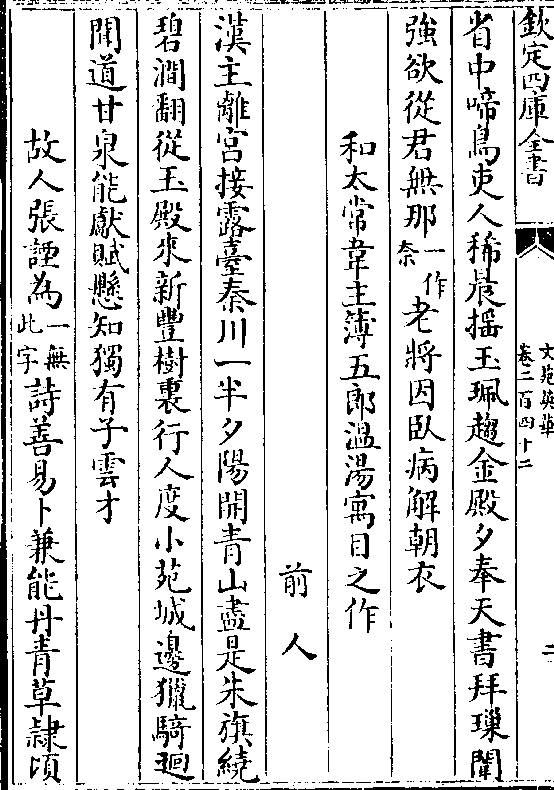 欽定四庫全書
文苑英華
卷二百四十二
二
省中啼鳥吏人稀晨摇玉珮趨金殿夕奉天書拜璅闈
強欲從君無那一作奈老將因臥病解朝衣
和太常韋主簿五郎温湯寓目之作
前人
漢主離宮接露臺秦川一半夕陽開青山盡是朱旗繞
碧澗翻從玉殿來新豐樹裏行人度小苑城邊獵騎迴
聞道甘泉能獻賦懸知獨有子雲才
故人張諲為一無此字詩善易卜兼能丹青草隸頃